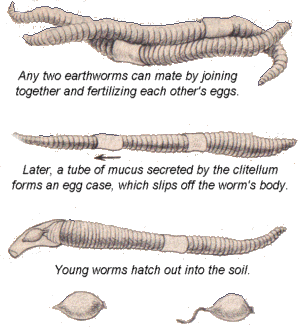 Any two earthworms can mate by joining
together and fertilizing each other's eggs.
Later, a tube of mucus secreted by the clitellum
forms an egg case, which slips off the worm's body.
Young worms hatch out into the soil.